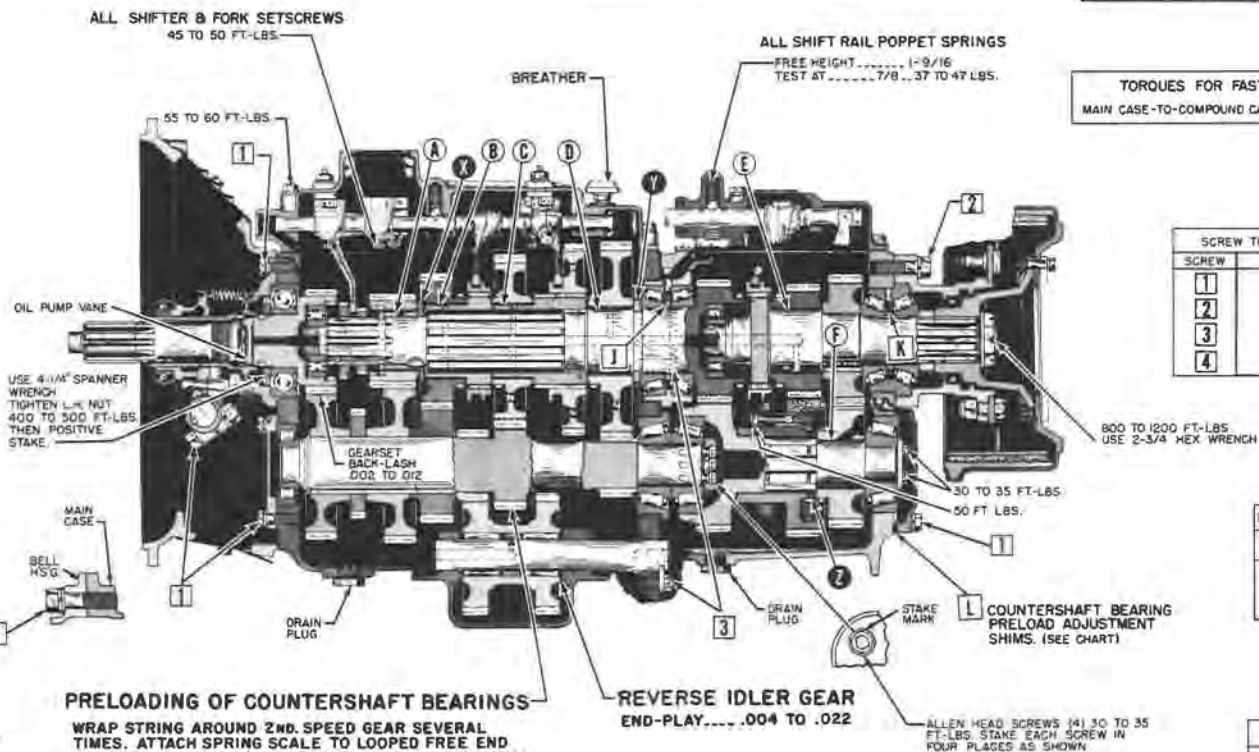 ALL SHIFTER & FORK SETSCREWS
45 TO 50 FT-LBS.
ALL SHIFT RAIL POPPET SPRINGS
FREE HEIGHT....... 1-9/16
TEST AT......7/8..37 TO 47 LBS.
BREATHER
TORQUES FOR FAST
MAIN CASE-TO-COMPOUND CA
55 TO 60 FT-LBS.
1
A
X
B
C
D
Y
E
2
SCREW T
SCREW
1
2
3
4
OIL PUMP VANE
J
F
K
USE 4-1/4" SPANNER
WRENCH
TIGHTEN L.H. NUT
400 TO 500 FT-LBS.
THEN POSITIVE
STAKE.
800 TO 1200 FT-LBS
USE 2-3/4 HEX WRENCH
GEARSET
BACK-LASH
.002 TO .012
30 TO 35 FT-LBS
50 FT LBS.
MAIN
CASE
BELL
HS'G
1
1
Z
DRAIN
PLUG
3
DRAIN
PLUG
STAKE
MARK
L COUNTERSHAFT BEARING
PRELOAD ADJUSTMENT
SHIMS. (SEE CHART)
PRELOADING OF COUNTERSHAFT BEARINGS
WRAP STRING AROUND 2ND. SPEED GEAR SEVERAL
TIMES. ATTACH SPRING SCALE TO LOOPED FREE END
REVERSE IDLER GEAR
END-PLAY.....004 TO .022
ALLEN HEAD SCREWS (4) 30 TO 35
FT-LBS. STAKE EACH SCREW IN
FOUR PLACES AS SHOWN